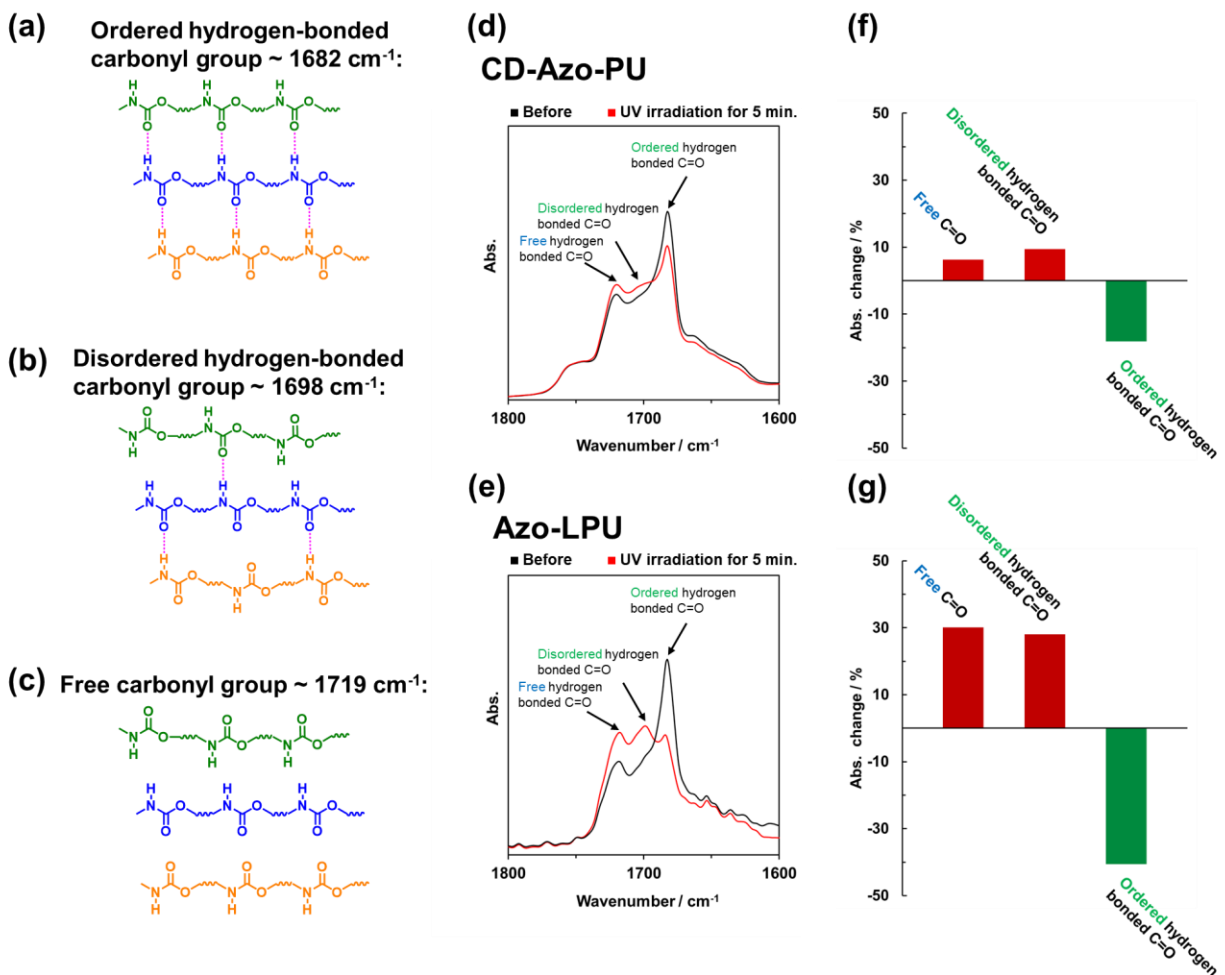 (a)
Ordered hydrogen-bonded
carbonyl group ~ 1682 cm-1:
H
N
O
N
H
O
(b)
Disordered hydrogen-bonded
carbonyl group ~ 1698 cm-1:
(c)
Free carbonyl group ~ 1719 cm-1:
(d)
CD-Azo-PU
Before
UV irradiation for 5 min.
Ordered hydrogen
bonded C=O
Disordered hydrogen
bonded C=O
Free hydrogen
bonded C=O
Abs.
1800
1700
1600
Wavenumber / cm-1
(e)
Azo-LPU
Before
UV irradiation for 5 min.
Ordered hydrogen
bonded C=O
Disordered hydrogen
bonded C=O
Free hydrogen
bonded C=O
Abs.
1800
1700
1600
Wavenumber / cm-1
(f)
50
30
10
-10
-30
-50
Abs. change / %
Free C=O
Disordered hydrogen
bonded C=O
Ordered hydrogen
bonded C=O
(g)
50
30
10
-10
-30
-50
Abs. change / %
Free C=O
Disordered hydrogen
bonded C=O
Ordered hydrogen
bonded C=O